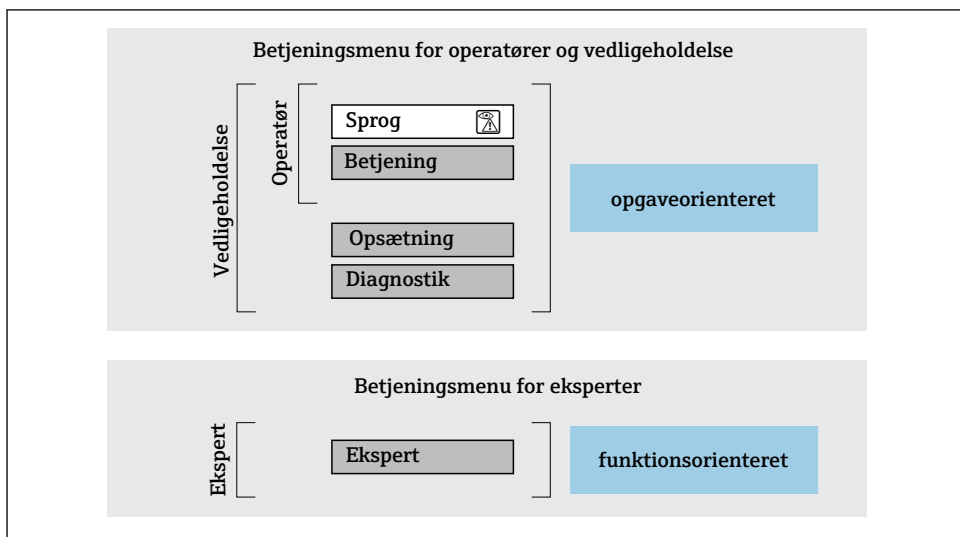 Betjeningsmenu for operatører og vedligeholdelse
Vedligeholdelse
Operatør
Sprog
Betjening
Opsætning
Diagnostik
opgaveorienteret
Betjeningsmenu for eksperter
Ekspert
Ekspert
funktionsorienteret